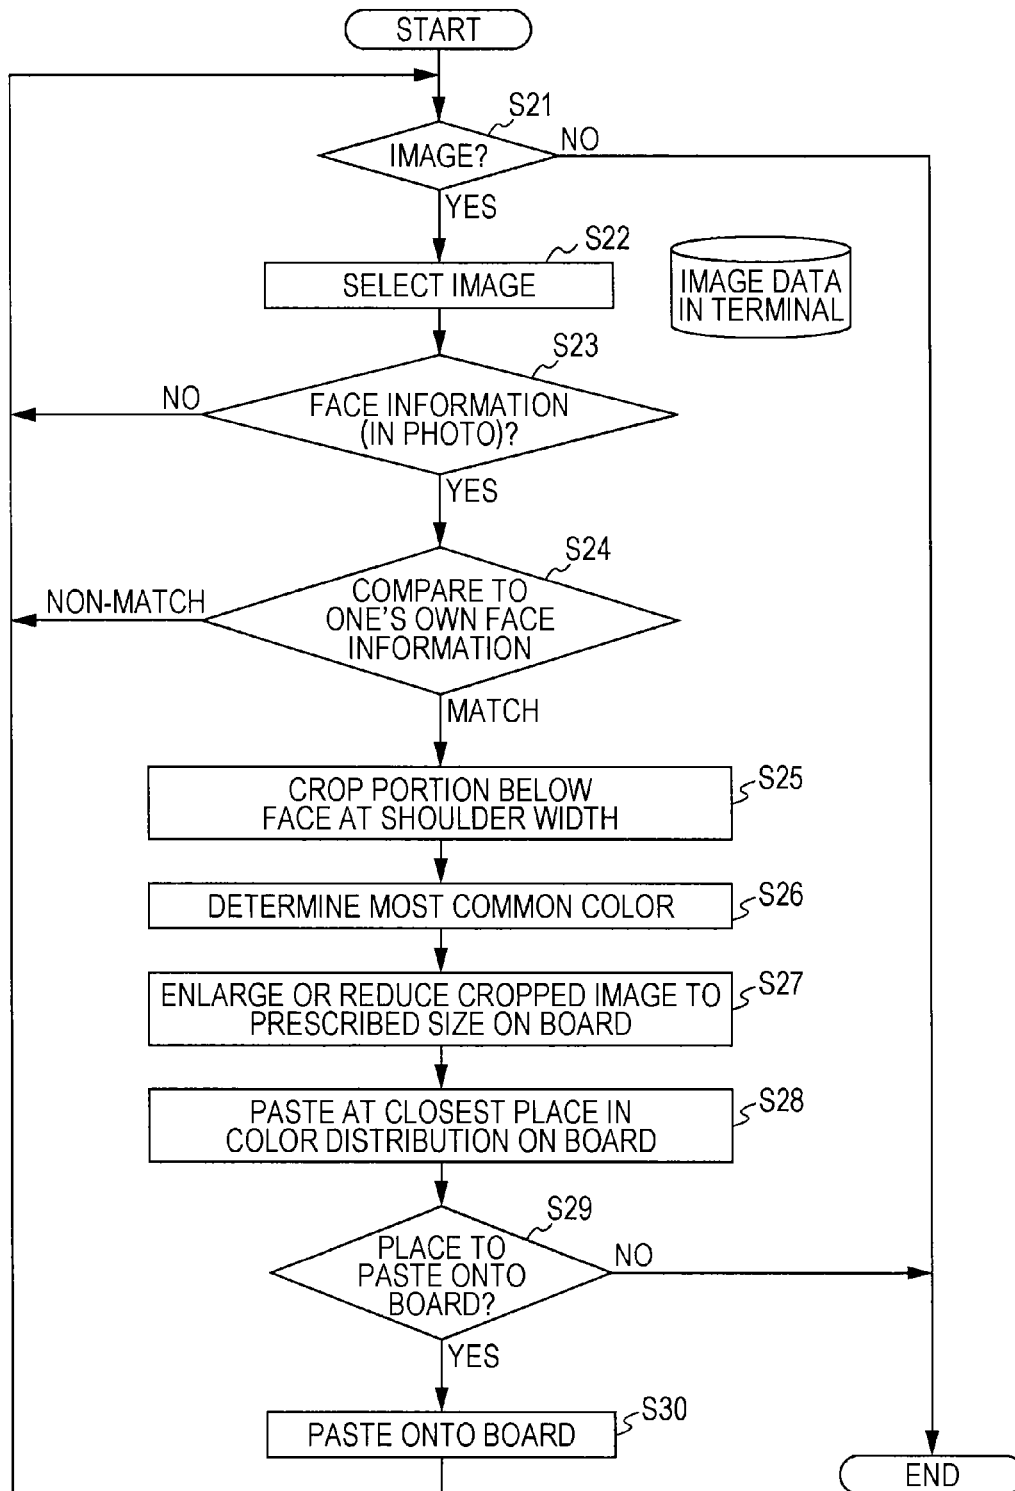 START
S21
IMAGE?
NO
YES
S22
SELECT IMAGE
IMAGE DATA
IN TERMINAL
S23
NO
FACE INFORMATION
(IN PHOTO)?
YES
S24
NON-MATCH
COMPARE TO
ONE'S OWN FACE
INFORMATION
MATCH
CROP PORTION BELOW
FACE AT SHOULDER WIDTH
S25
DETERMINE MOST COMMON COLOR
S26
ENLARGE OR REDUCE CROPPED IMAGE TO
PRESCRIBED SIZE ON BOARD
S27
PASTE AT CLOSEST PLACE IN
COLOR DISTRIBUTION ON BOARD
S28
S29
PLACE TO
PASTE ONTO
BOARD?
NO
YES
PASTE ONTO BOARD
S30
END